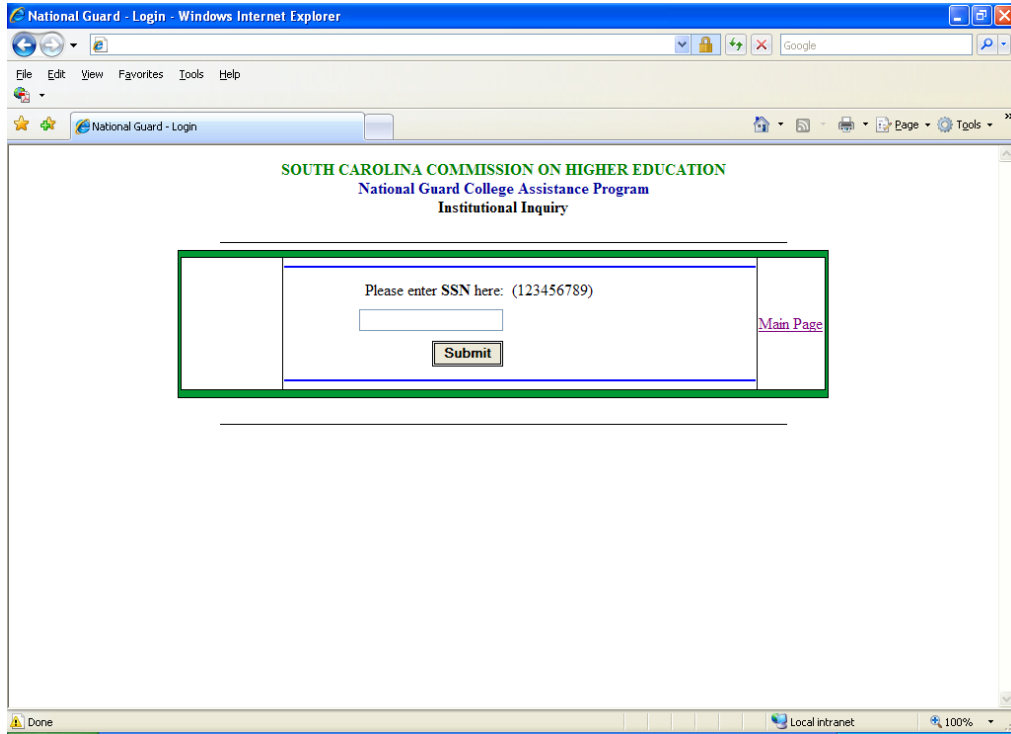 National Guard - Login - Windows Internet Explorer
Google
File Edit View Favorites Tools Help
National Guard - Login
Page Tools »
SOUTH CAROLINA COMMISSION ON HIGHER EDUCATION
National Guard College Assistance Program
Institutional Inquiry
Please enter SSN here: (123456789)
Main Page
Submit
Done
Local intranet
100%